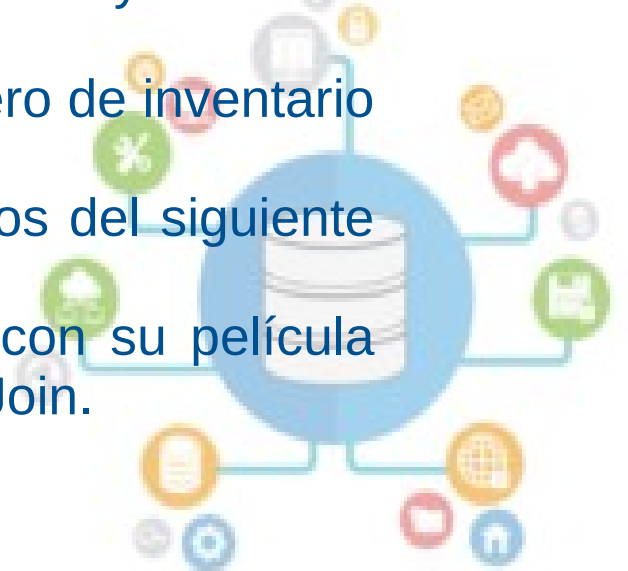 ero de inventario
os del siguiente
con su película
Join.